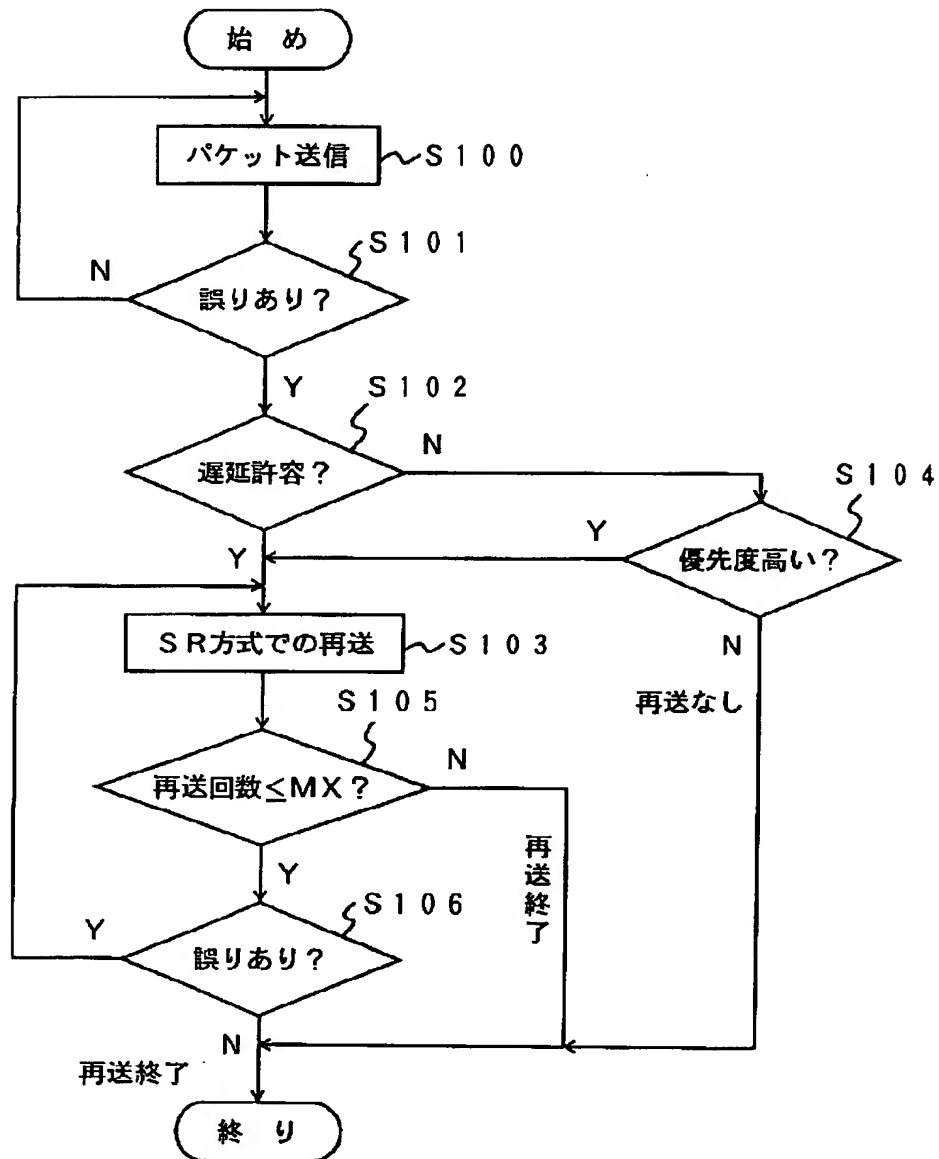 始 め
パケット送信
S100
S101
N
誤りあり?
Y
S102
N
遅延許容?
S104
Y
Y
優先度高い?
SR方式での再送
S103
N
再送なし
S105
N
再送回数≦MX?
再送終了
Y
S106
Y
誤りあり?
N
再送終了
終 り